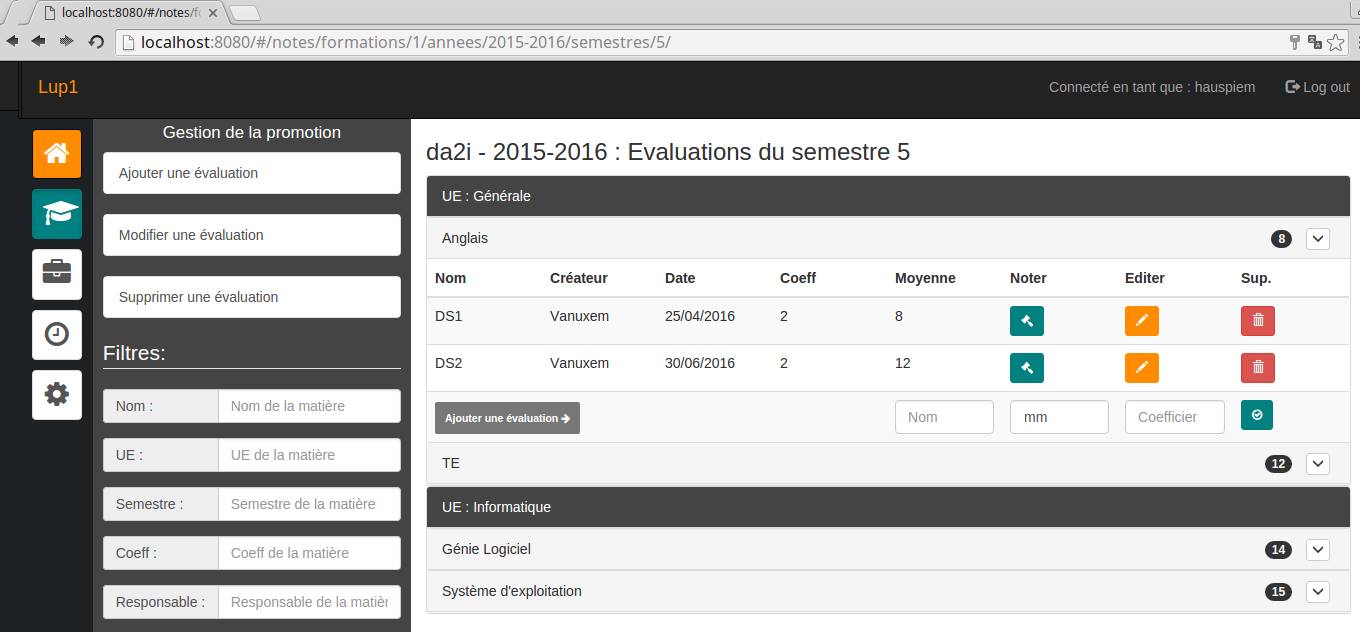 localhost:8080/#/notes/fo
localhost:8080/#/notes/formations/1/annees/2015-2016/semestres/5/
Lup1
Connecté en tant que : hauspiem
Log out
Gestion de la promotion
Ajouter une évaluation
Modifier une évaluation
Supprimer une évaluation
Filtres:
Nom : Nom de la matière
UE : UE de la matière
Semestre : Semestre de la matière
Coeff : Coeff de la matière
Responsable : Responsable de la matièr
da2i - 2015-2016 : Evaluations du semestre 5
UE : Générale
Anglais 8
Nom Créateur Date Coeff Moyenne Noter Editer Sup.
DS1 Vanuxem 25/04/2016 2 8
DS2 Vanuxem 30/06/2016 2 12
Ajouter une évaluation Nom mm Coefficier
TE 12
UE : Informatique
Génie Logiciel 14
Système d'exploitation 15